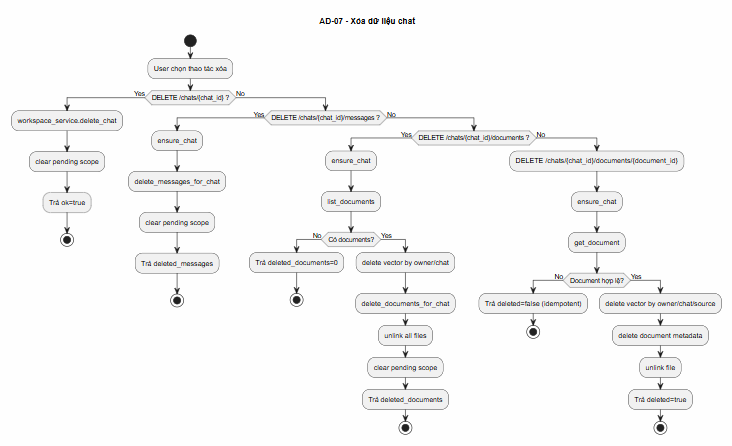 AD-07 - Xóa dữ liệu chat
User chọn thao tác xóa
Yes
DELETE /chats/{chat_id} ?
No
workspace_service.delete_chat
clear pending scope
Trả ok=true
Yes
DELETE /chats/{chat_id}/messages ?
No
ensure_chat
delete_messages_for_chat
clear pending scope
Trả deleted_messages
Yes
DELETE /chats/{chat_id}/documents ?
No
ensure_chat
list_documents
No
Có documents?
Yes
Trả deleted_documents=0
delete vector by owner/chat
delete_documents_for_chat
unlink all files
clear pending scope
Trả deleted_documents
DELETE /chats/{chat_id}/documents/{document_id}
ensure_chat
get_document
No
Document hợp lệ?
Yes
Trả deleted=false (idempotent)
delete vector by owner/chat/source
delete document metadata
unlink file
Trả deleted=true